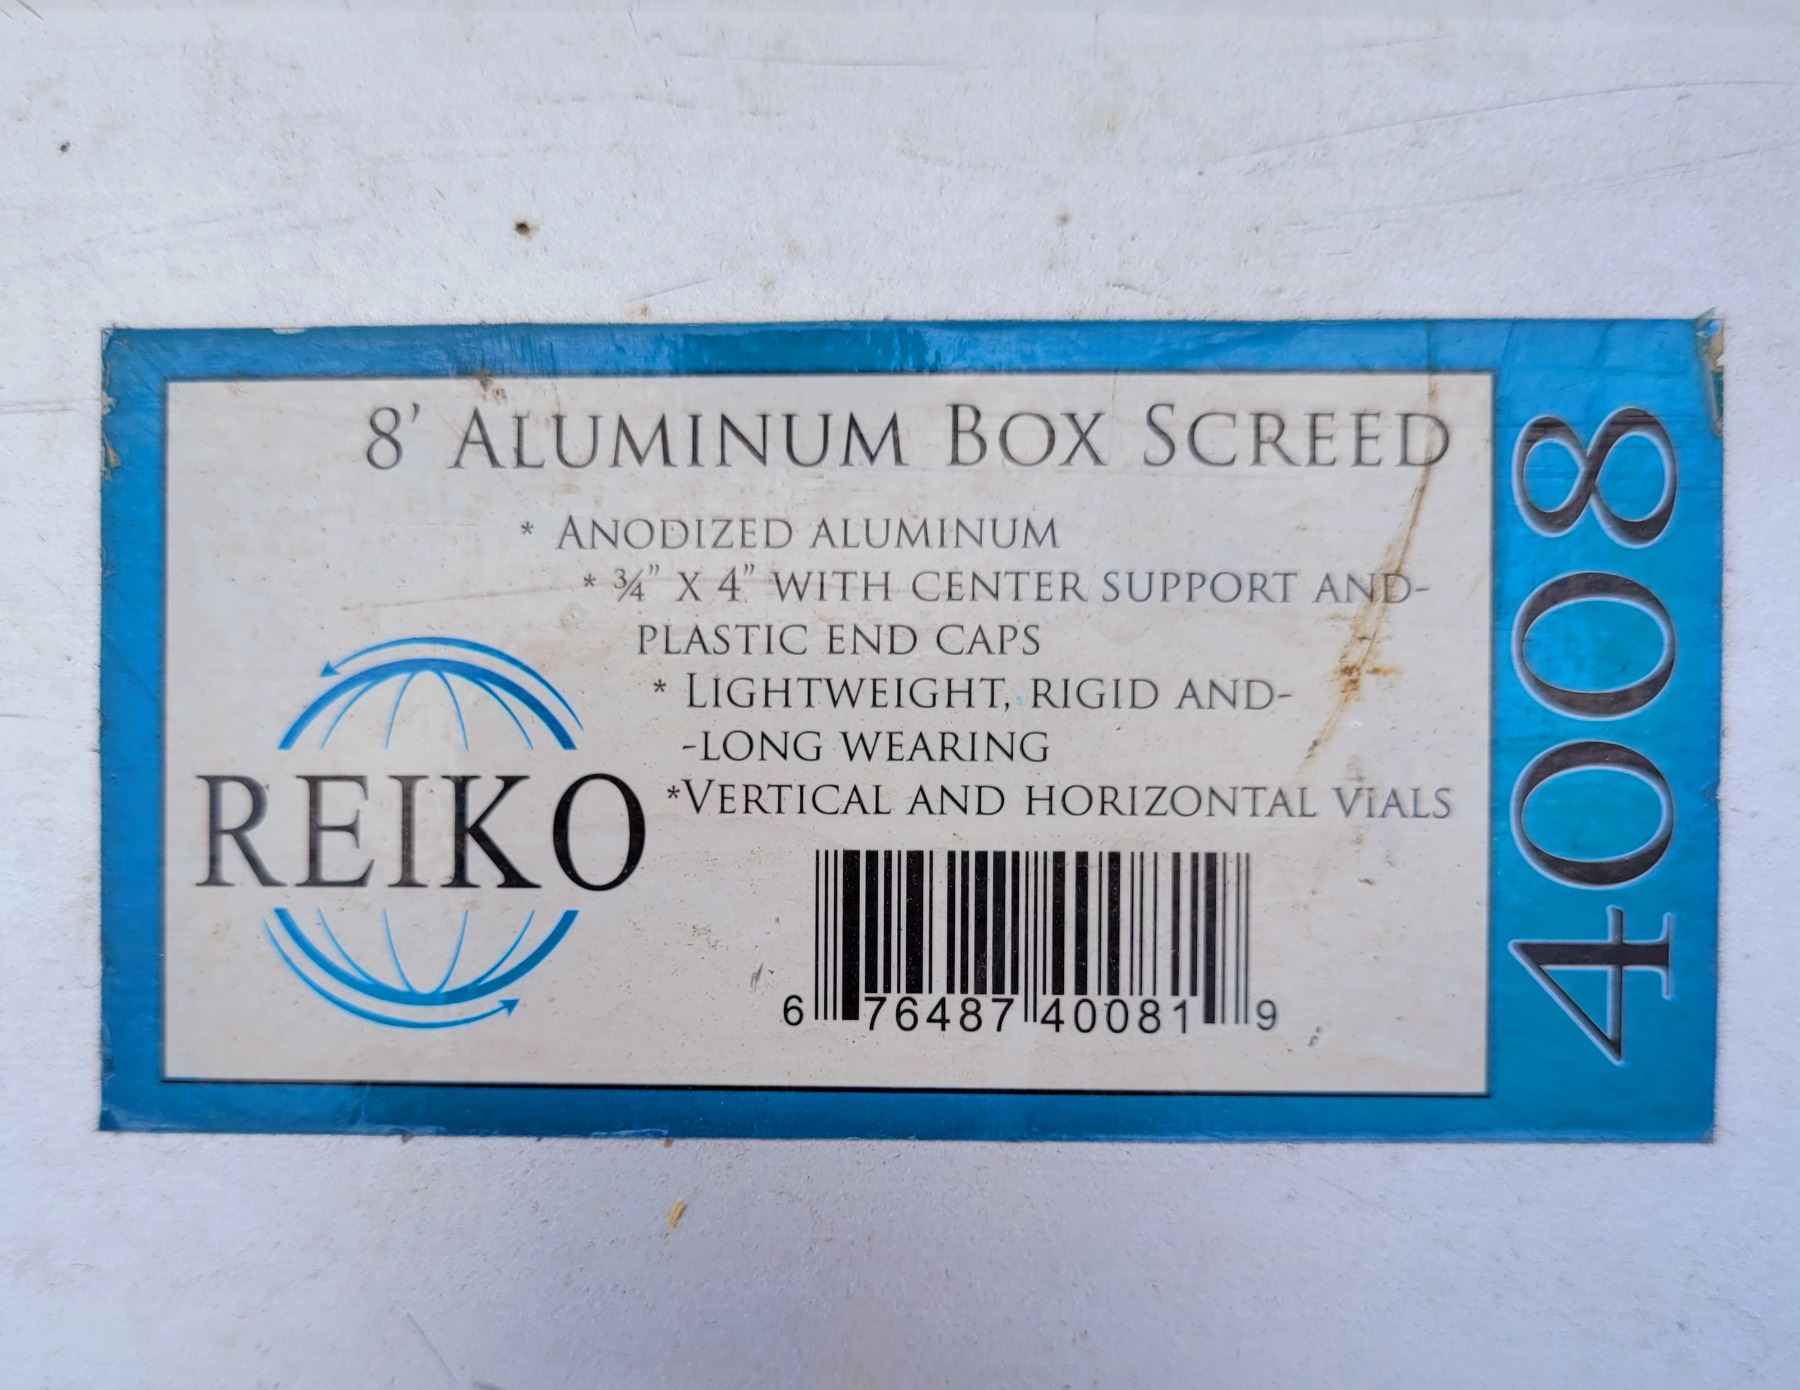 8' ALUMINUM BOX SCREED
* ANODIZED ALUMINUM
* ¾" X 4" WITH CENTER SUPPORT AND-
PLASTIC END CAPS
* LIGHTWEIGHT, RIGID AND-
-LONG WEARING
*VERTICAL AND HORIZONTAL VIALS
REIKO
6 76487 40081 9
4008